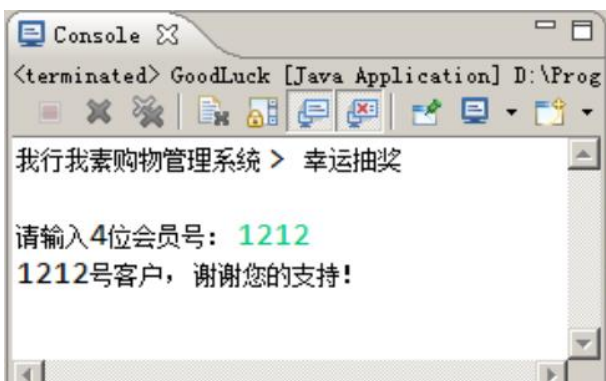 Console
<terminated> GoodLuck [Java Application] D:\Prog
我行我素购物管理系统 > 幸运抽奖
请输入4位会员号: 1212
1212号客户，谢谢您的支持!